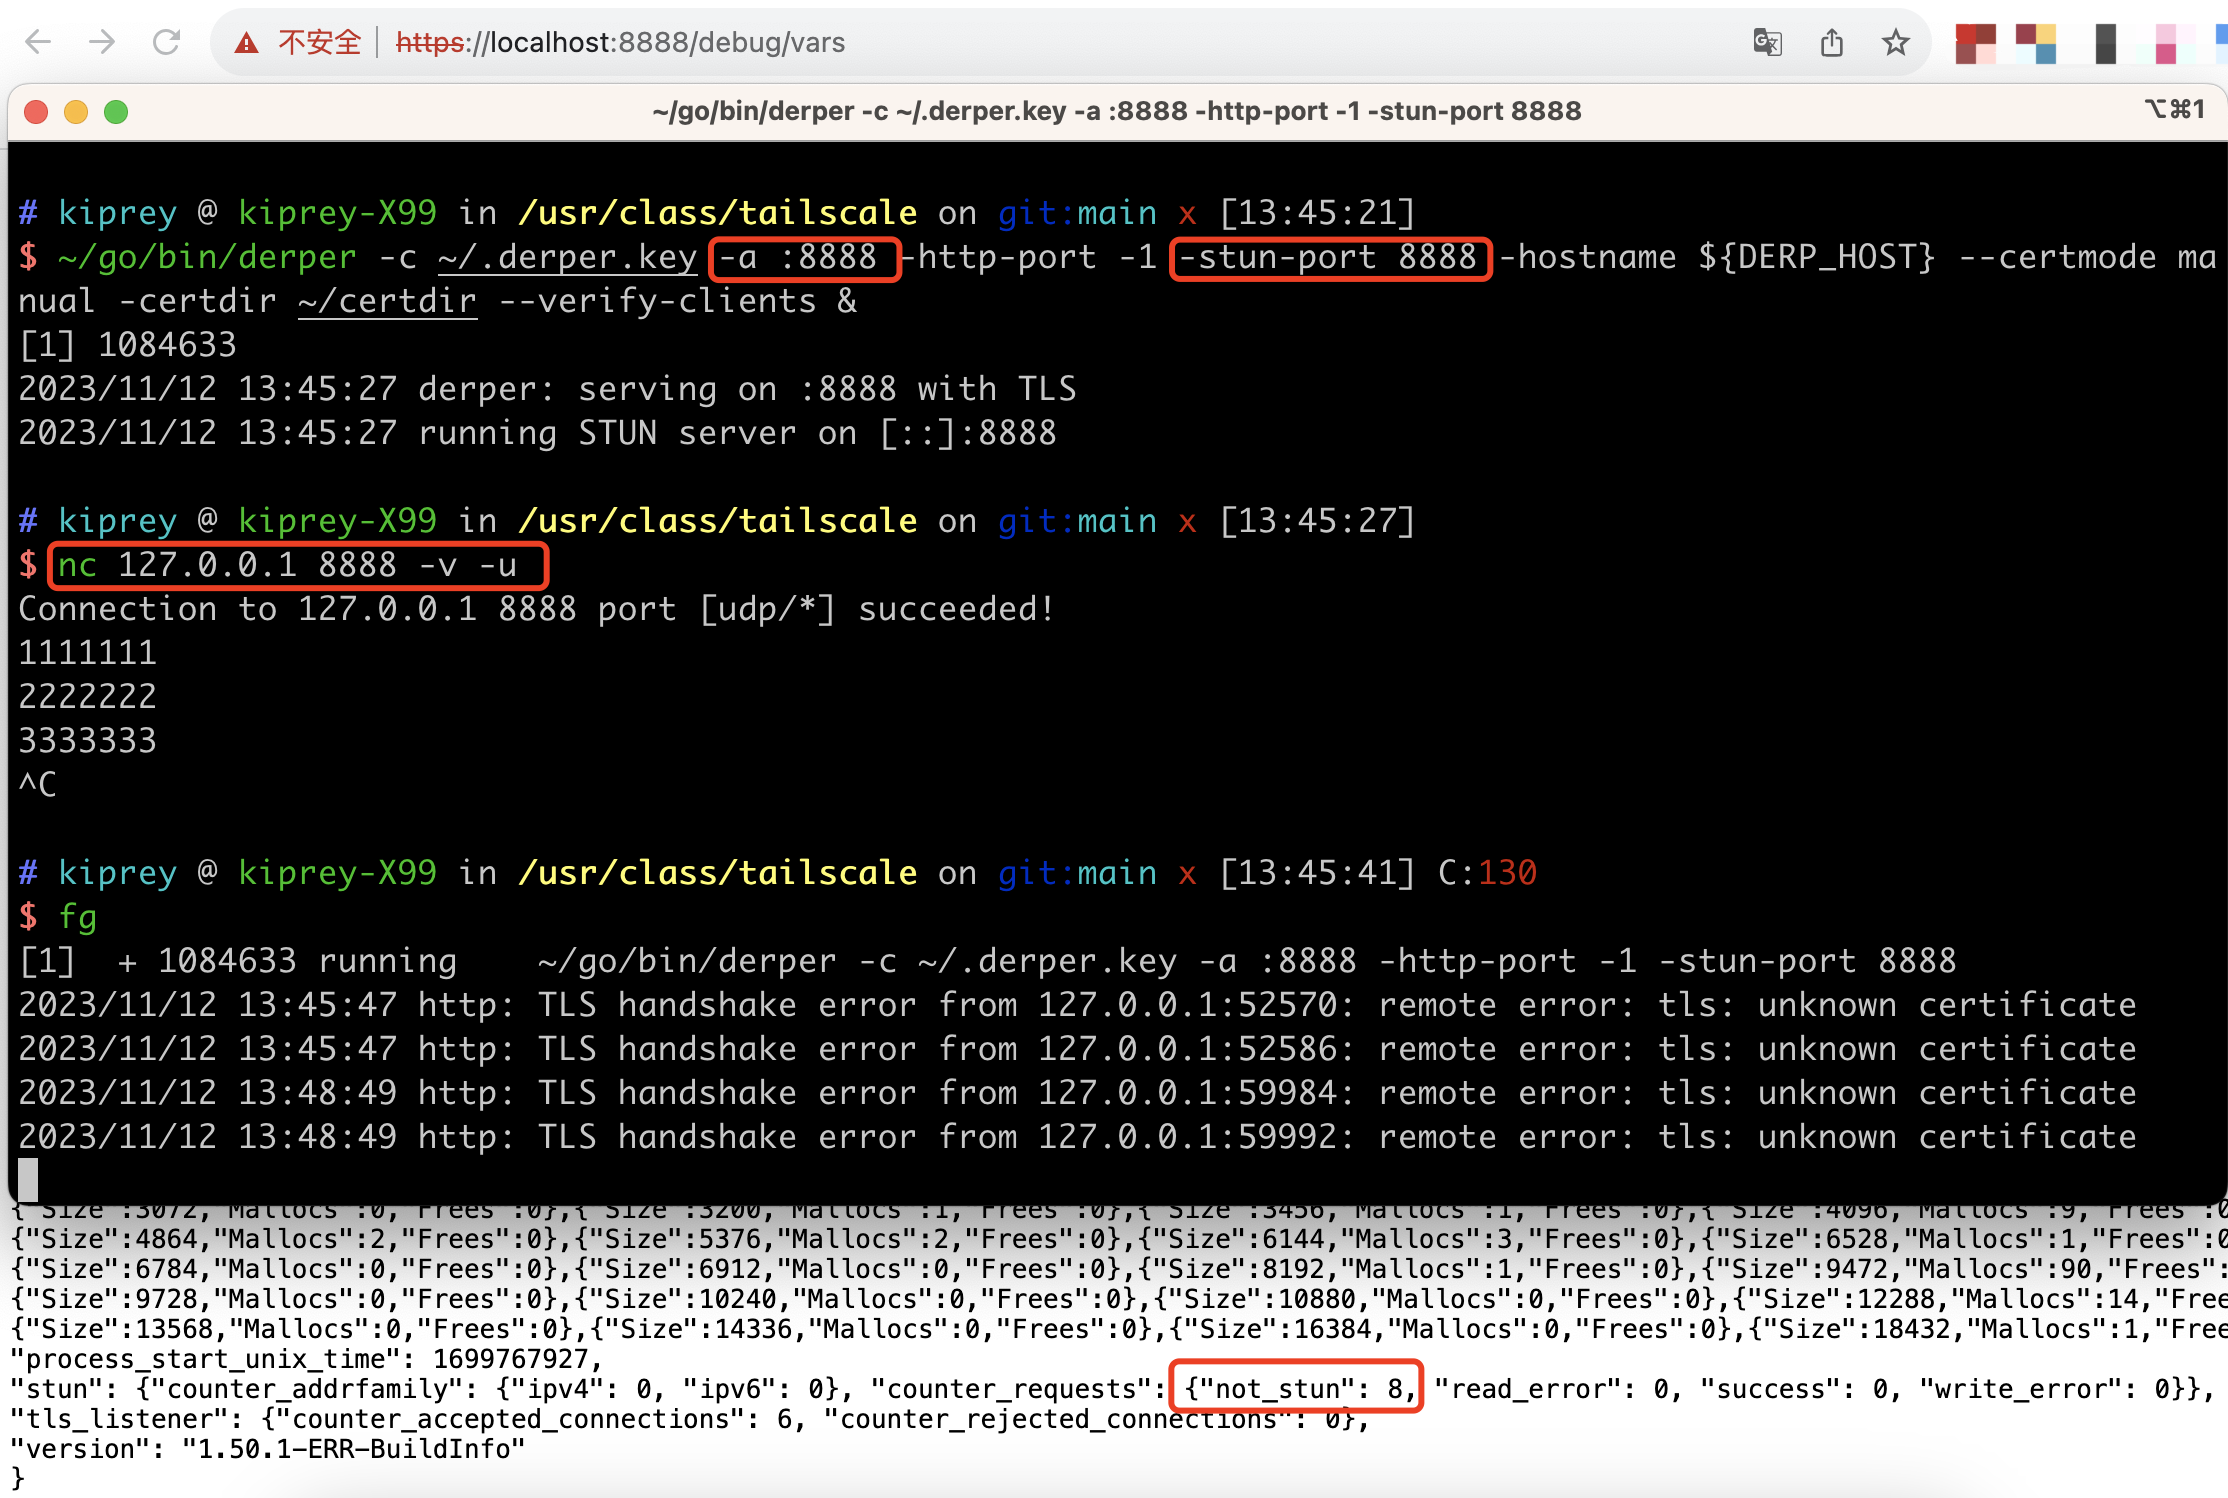 不安全 | https://localhost:8888/debug/vars
~/go/bin/derper -c ~/.derper.key -a :8888 -http-port -1 -stun-port 8888
⌥⌘1
# kiprey @ kiprey-X99 in /usr/class/tailscale on git:main x [13:45:21]
$ ~/go/bin/derper -c ~/.derper.key -a :8888 -http-port -1 -stun-port 8888 -hostname ${DERP_HOST} --certmode ma
nual -certdir ~/certdir --verify-clients &
[1] 1084633
2023/11/12 13:45:27 derper: serving on :8888 with TLS
2023/11/12 13:45:27 running STUN server on [::]:8888
# kiprey @ kiprey-X99 in /usr/class/tailscale on git:main x [13:45:27]
$ nc 127.0.0.1 8888 -v -u
Connection to 127.0.0.1 8888 port [udp/*] succeeded!
1111111
2222222
3333333
^C
# kiprey @ kiprey-X99 in /usr/class/tailscale on git:main x [13:45:41] C:130
$ fg
[1]  + 1084633 running    ~/go/bin/derper -c ~/.derper.key -a :8888 -http-port -1 -stun-port 8888
2023/11/12 13:45:47 http: TLS handshake error from 127.0.0.1:52570: remote error: tls: unknown certificate
2023/11/12 13:45:47 http: TLS handshake error from 127.0.0.1:52586: remote error: tls: unknown certificate
2023/11/12 13:48:49 http: TLS handshake error from 127.0.0.1:59984: remote error: tls: unknown certificate
2023/11/12 13:48:49 http: TLS handshake error from 127.0.0.1:59992: remote error: tls: unknown certificate
{"Size":3072,"Mallocs":0,"Frees":0},{"Size":3200,"Mallocs":1,"Frees":0},{"Size":3456,"Mallocs":1,"Frees":0},{"Size":4096,"Mallocs":9,"Frees":0
{"Size":4864,"Mallocs":2,"Frees":0},{"Size":5376,"Mallocs":2,"Frees":0},{"Size":6144,"Mallocs":3,"Frees":0},{"Size":6528,"Mallocs":1,"Frees":0
{"Size":6784,"Mallocs":0,"Frees":0},{"Size":6912,"Mallocs":0,"Frees":0},{"Size":8192,"Mallocs":1,"Frees":0},{"Size":9472,"Mallocs":90,"Frees":
{"Size":9728,"Mallocs":0,"Frees":0},{"Size":10240,"Mallocs":0,"Frees":0},{"Size":10880,"Mallocs":0,"Frees":0},{"Size":12288,"Mallocs":14,"Free
{"Size":13568,"Mallocs":0,"Frees":0},{"Size":14336,"Mallocs":0,"Frees":0},{"Size":16384,"Mallocs":0,"Frees":0},{"Size":18432,"Mallocs":1,"Free
"process_start_unix_time": 1699767927,
"stun": {"counter_addrfamily": {"ipv4": 0, "ipv6": 0}, "counter_requests": {"not_stun": 8, "read_error": 0, "success": 0, "write_error": 0}},
"tls_listener": {"counter_accepted_connections": 6, "counter_rejected_connections": 0},
"version": "1.50.1-ERR-BuildInfo"
}